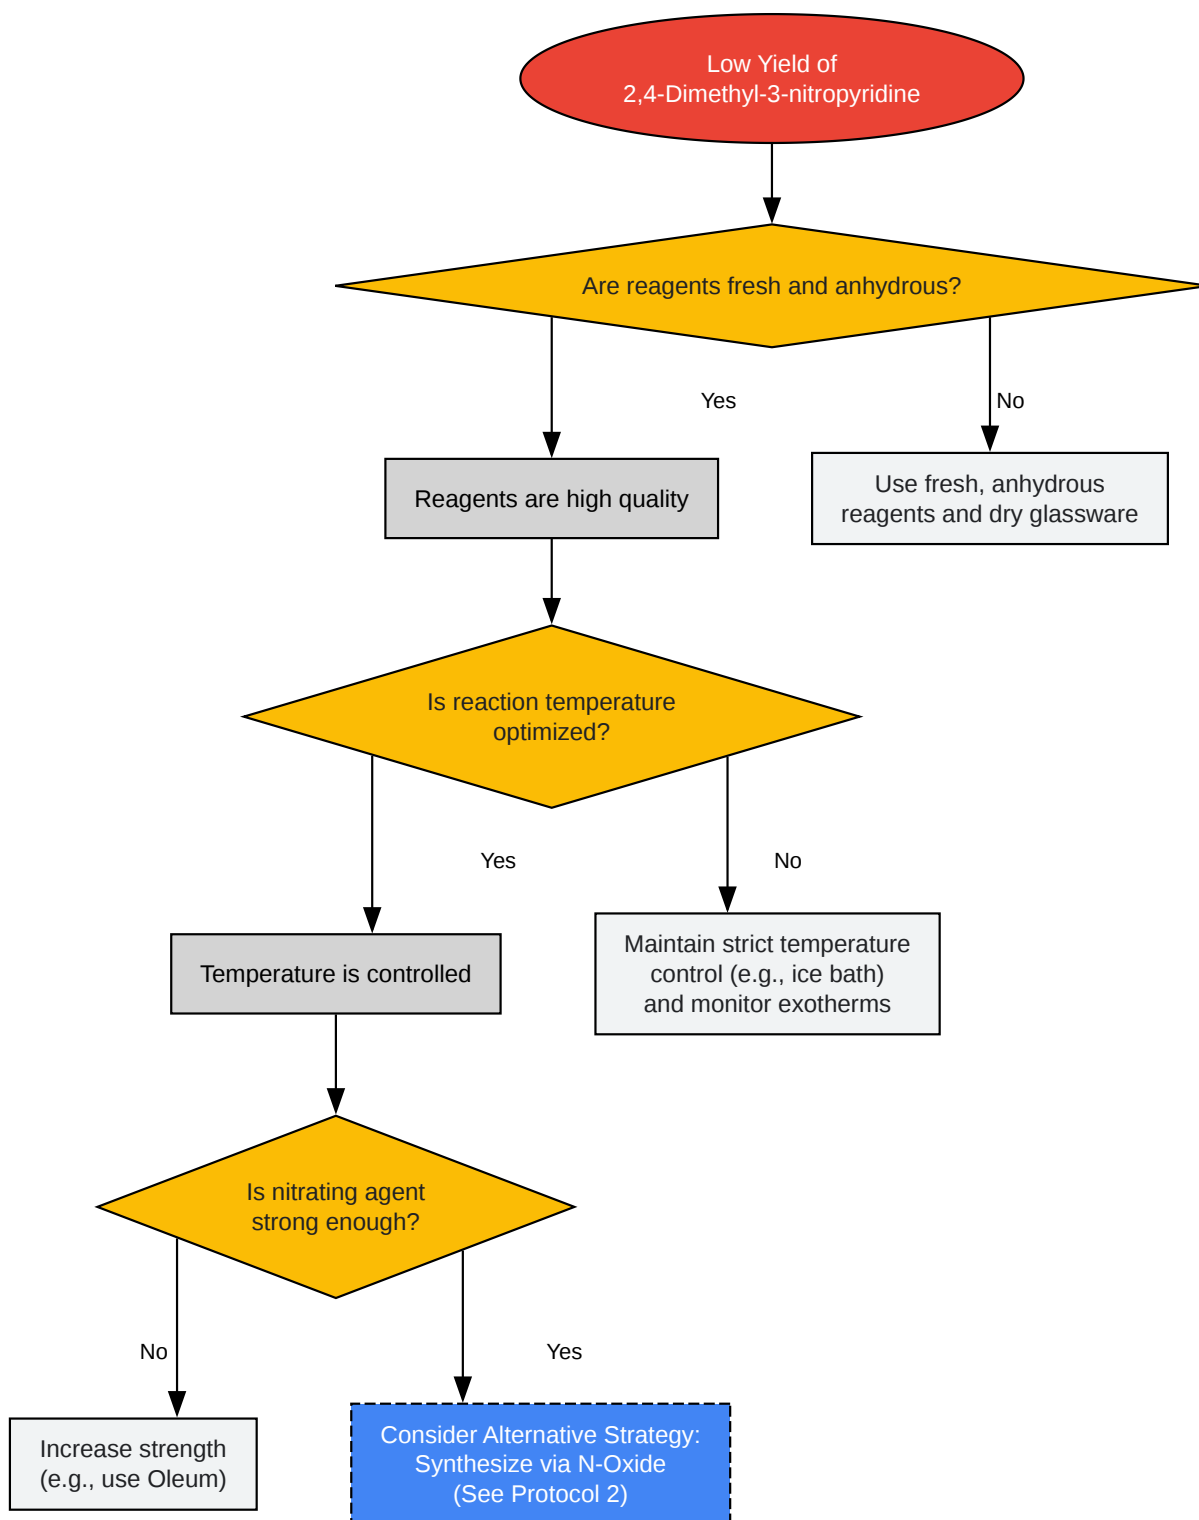 Low Yield of
2,4-Dimethyl-3-nitropyridine
Are reagents fresh and anhydrous?
Yes
No
Reagents are high quality
Use fresh, anhydrous
reagents and dry glassware
Is reaction temperature
optimized?
Yes
No
Temperature is controlled
Maintain strict temperature
control (e.g., ice bath)
and monitor exotherms
Is nitrating agent
strong enough?
No
Yes
Increase strength
(e.g., use Oleum)
Consider Alternative Strategy:
Synthesize via N-Oxide
(See Protocol 2)